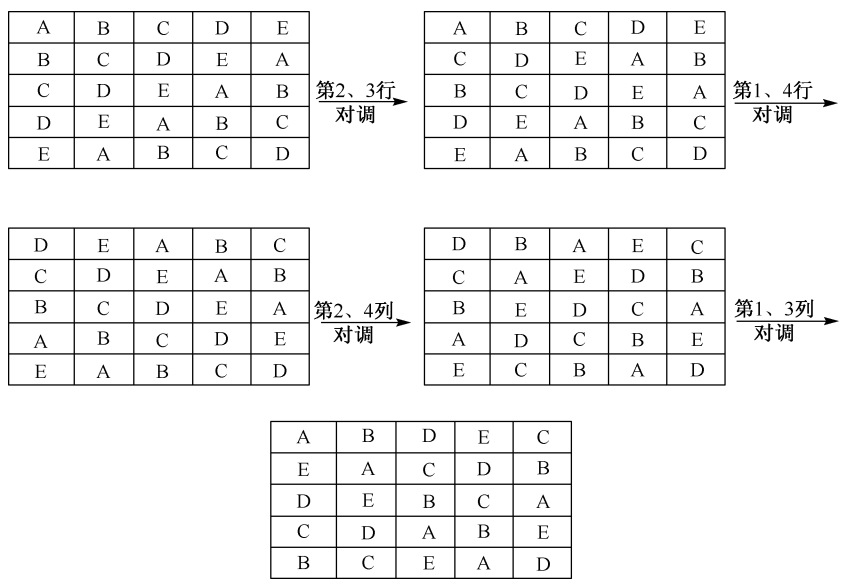 A B C D E
B C D E A
C D E A B
D E A B C
E A B C D
第2、3行
对调
A B C D E
C D E A B
B C D E A
D E A B C
E A B C D
第1、4行
对调
D E A B C
C D E A B
B C D E A
A B C D E
E A B C D
第2、4列
对调
D B A E C
C A E D B
B E D C A
A D C B E
E C B A D
第1、3列
对调
A B D E C
E A C D B
D E B C A
C D A B E
B C E A D